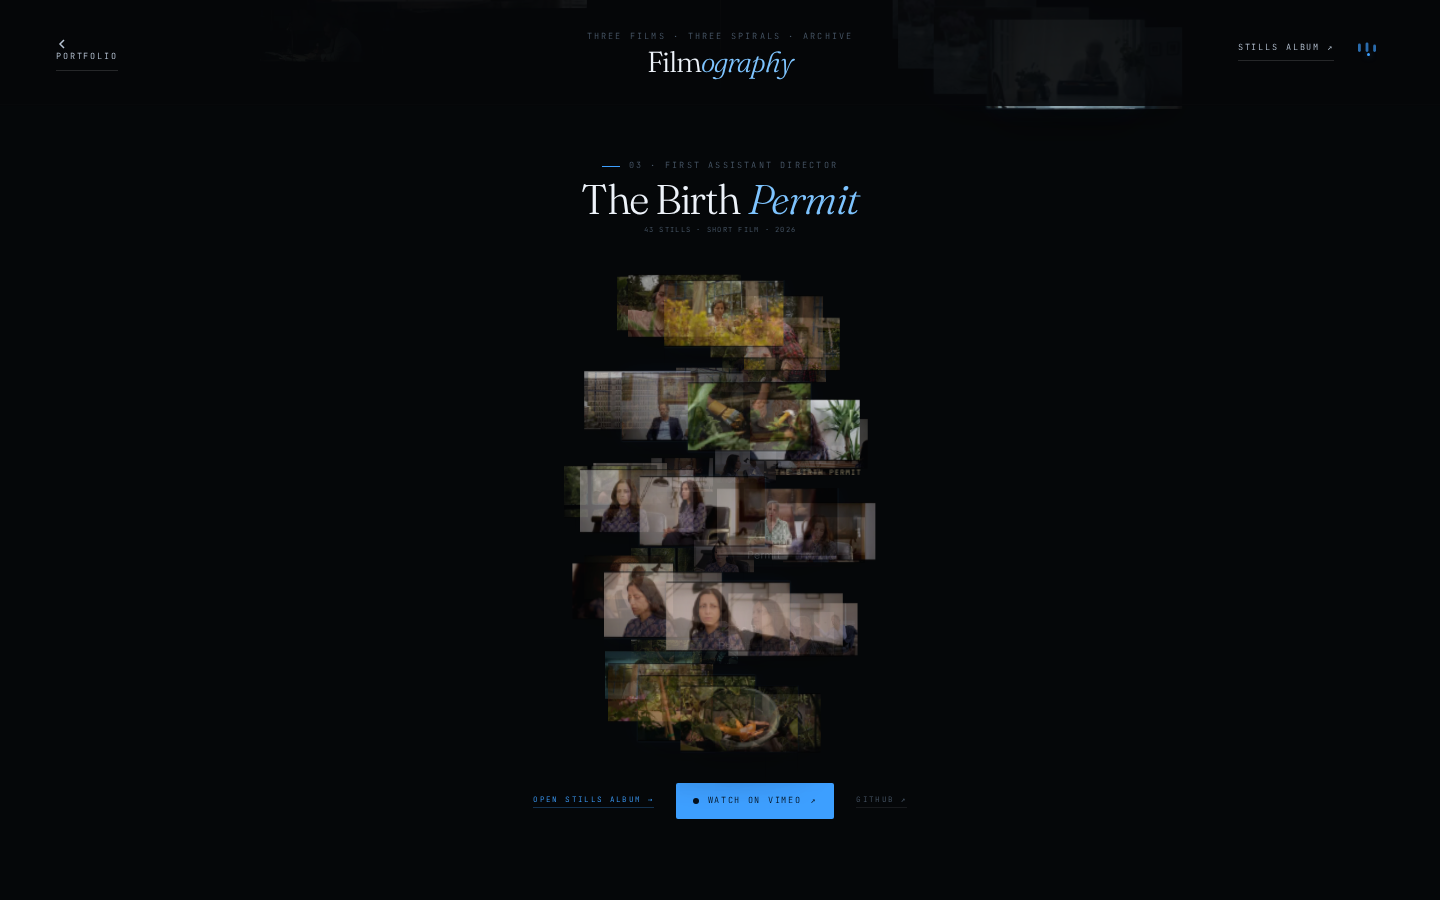 THREE FILMS · THREE SPIRALS · ARCHIVE
PORTFOLIO
Filmography
STILLS ALBUM ↗
03 · FIRST ASSISTANT DIRECTOR
The Birth Permit
45 STILLS · SHORT FILM · 2026
THE BIRTH PERMIT
OPEN STILLS ALBUM →
WATCH ON VIMEO ↗
GITHUB ↗